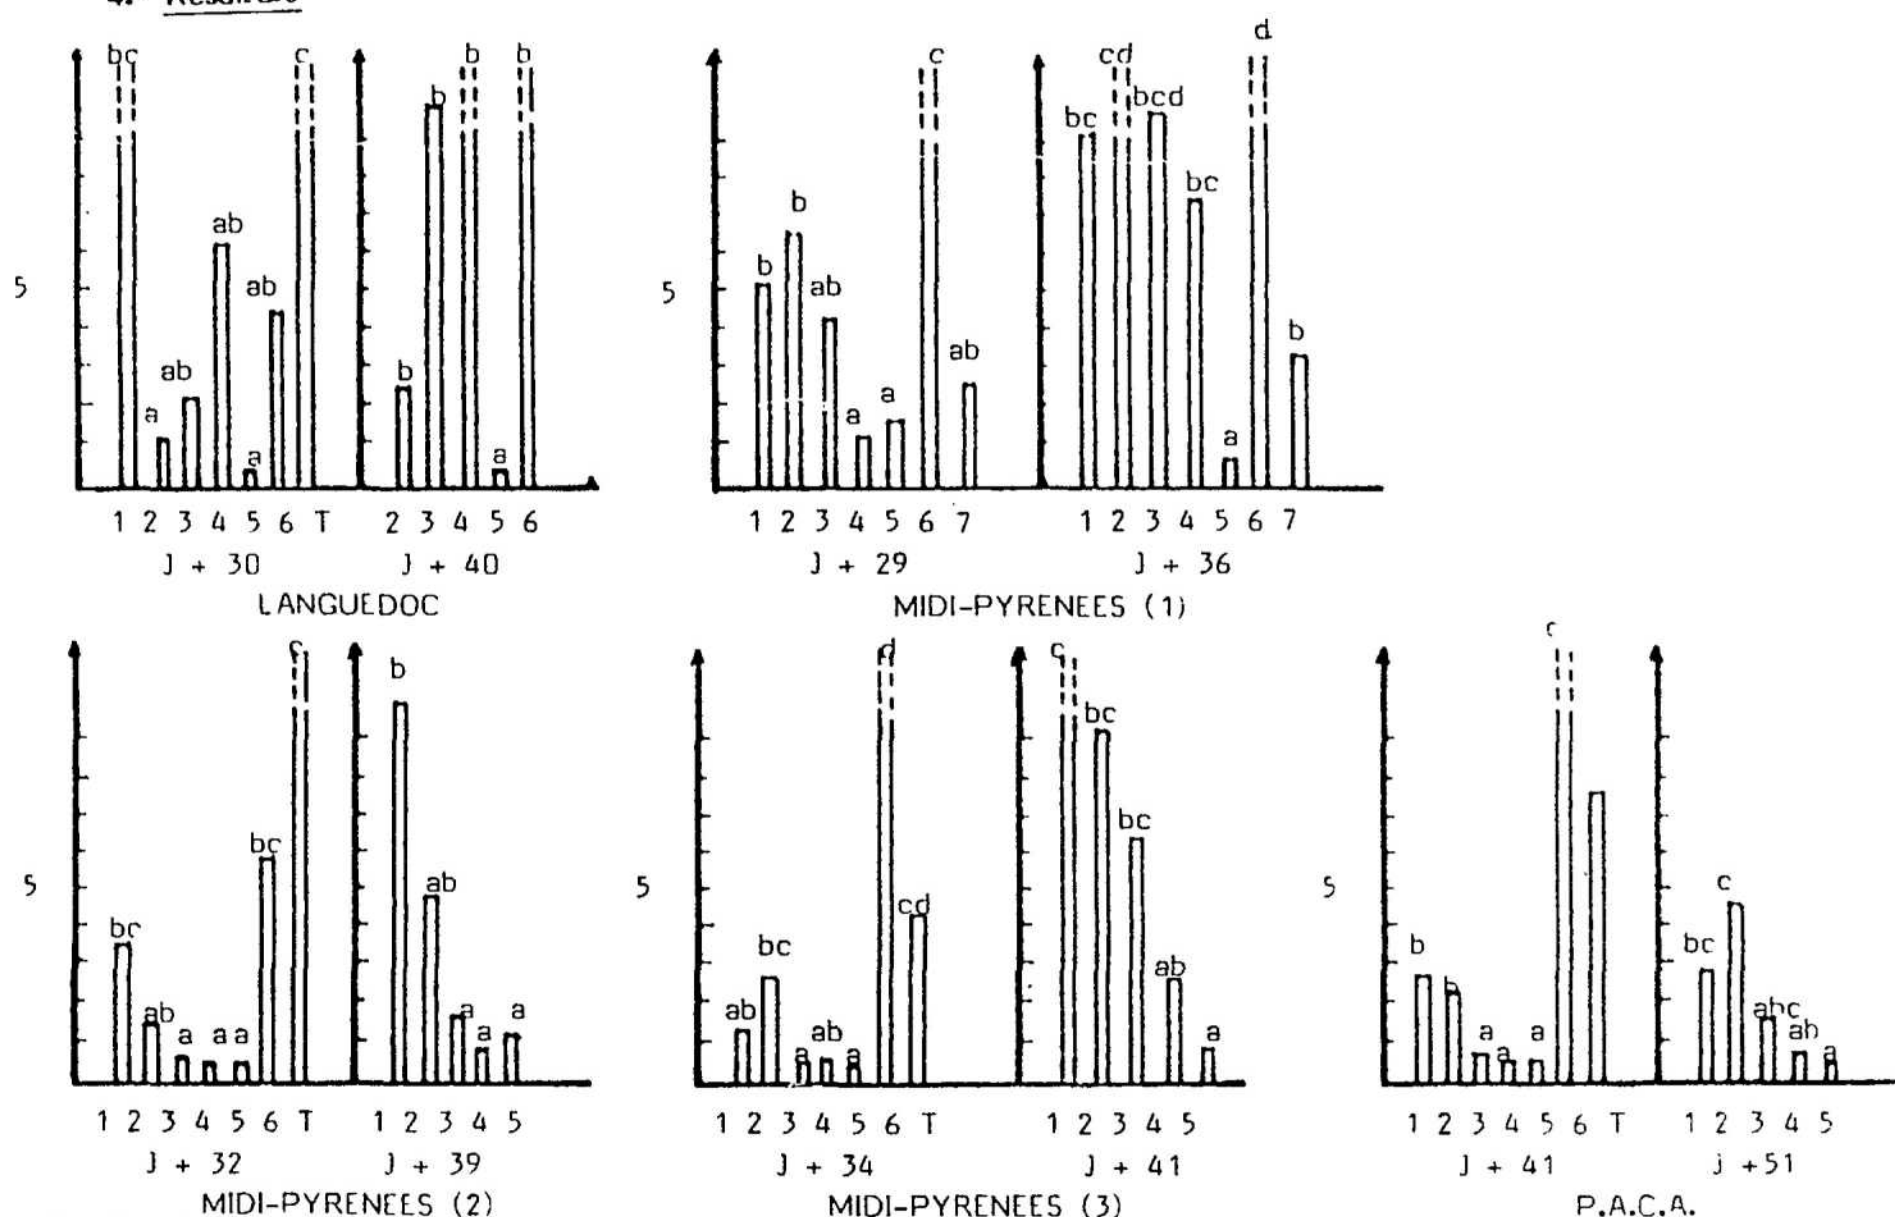 4. Resultats
bc c b b
b
ab
ab
ab
a
a
b
a
5
1 2 3 4 5 6 T 2 3 4 5 6
J + 30 J + 40
LANGUEDOC
c cd d
bcd
bc
bc
b
b
ab
b
ab
a
a
a
5
1 2 3 4 5 6 7 1 2 3 4 5 6 7
J + 29 J + 36
MIDI-PYRENEES (1)
c
b
bc
ab
bc
ab a a a
a a a
5
1 2 3 4 5 6 T 1 2 3 4 5
J + 32 J + 39
MIDI-PYRENEES (2)
d c
bc
bc
cd
bc
ab
ab a ab a
a
5
1 2 3 4 5 6 T 1 2 3 4 5
J + 34 J + 41
MIDI-PYRENEES (3)
c
c
b
b
bc
a a a
abc
ab
a
5
1 2 3 4 5 6 T 1 2 3 4 5
J + 41 j +51
P.A.C.A.